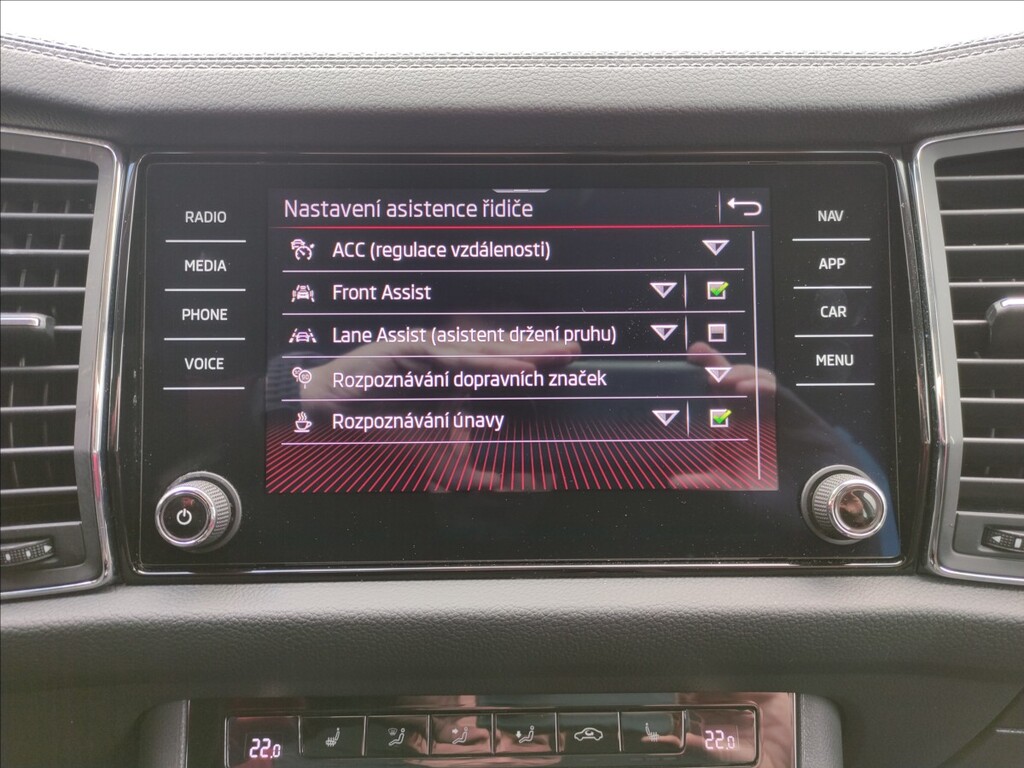 Nastavení asistence řidiče
RADIO
MEDIA
PHONE
VOICE
ACC (regulace vzdálenosti)
Front Assist
Lane Assist (asistent držení pruhu)
Rozpoznávání dopravních značek
Rozpoznávání únavy
NAV
APP
CAR
MENU
22.0
22.0